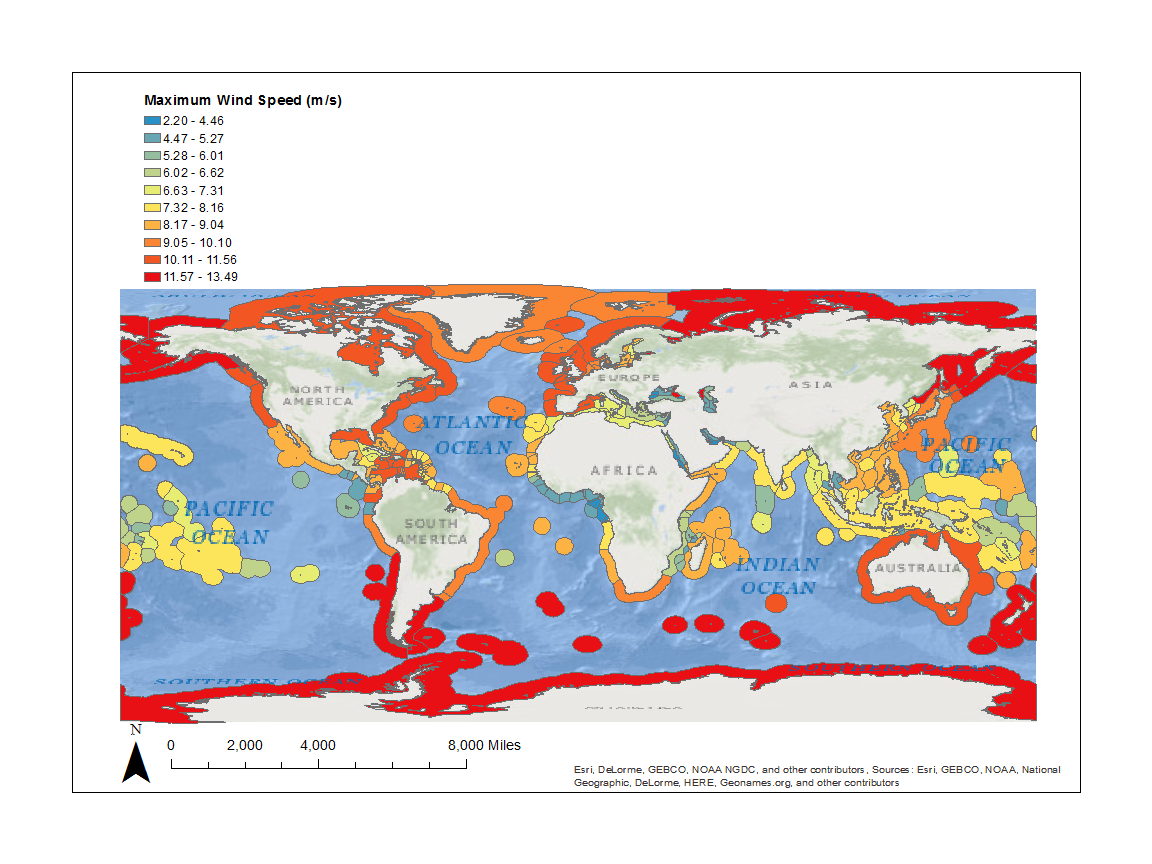 Maximum Wind Speed (m/s)
2.20 - 4.46
4.47 - 5.27
5.28 - 6.01
6.02 - 6.62
6.63 - 7.31
7.32 - 8.16
8.17 - 9.04
9.05 - 10.10
10.11 - 11.56
11.57 - 13.49
NORTH
AMERICA
EUROPE
ASIA
ATLANTIC
OCEAN
AFRICA
PACIFIC
OCEAN
PACIFIC
OCEAN
SOUTH
AMERICA
INDIAN
OCEAN
AUSTRALIA
SOUTHERN OCEAN
N
0 2,000 4,000 8,000 Miles
Esri, DeLorme, GEBCO, NOAA NGDC, and other contributors, Sources: Esri, GEBCO, NOAA, National
Geographic, DeLorme, HERE, Geonames.org, and other contributors